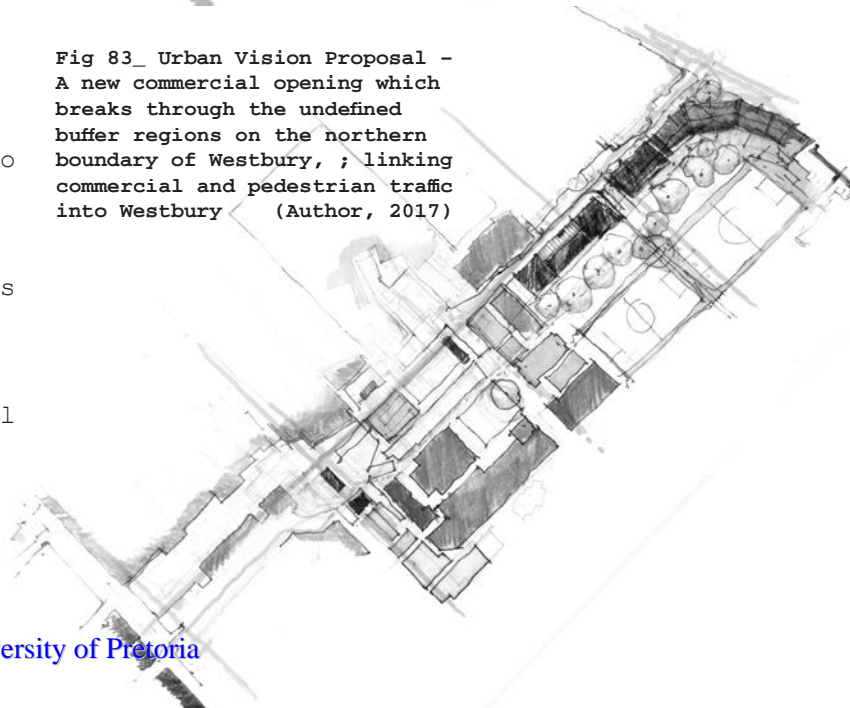 Fig 83_ Urban Vision Proposal –
A new commercial opening which
breaks through the undefined
buffer regions on the northern
boundary of Westbury, ; linking
commercial and pedestrian traffic
into Westbury (Author, 2017)
o
s
l
ersity of Pretoria